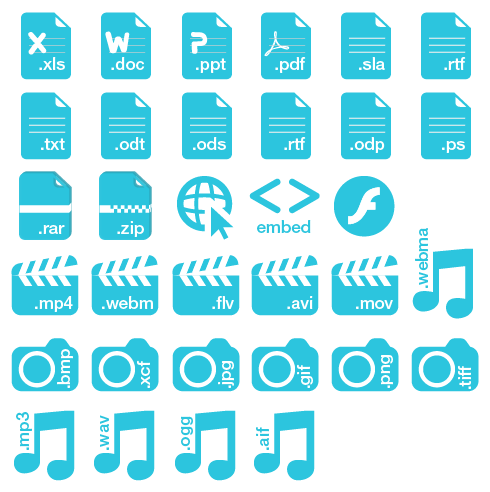 X
.xls
W
.doc
P
.ppt
.pdf
.sla
.rtf
.txt
.odt
.ods
.rtf
.odp
.ps
.rar
.zip
embed
.mp4
.webm
.flv
.avi
.mov
.webma
.bmp
.xcf
.jpg
.gif
.png
.tiff
.mp3
.wav
.ogg
.aif